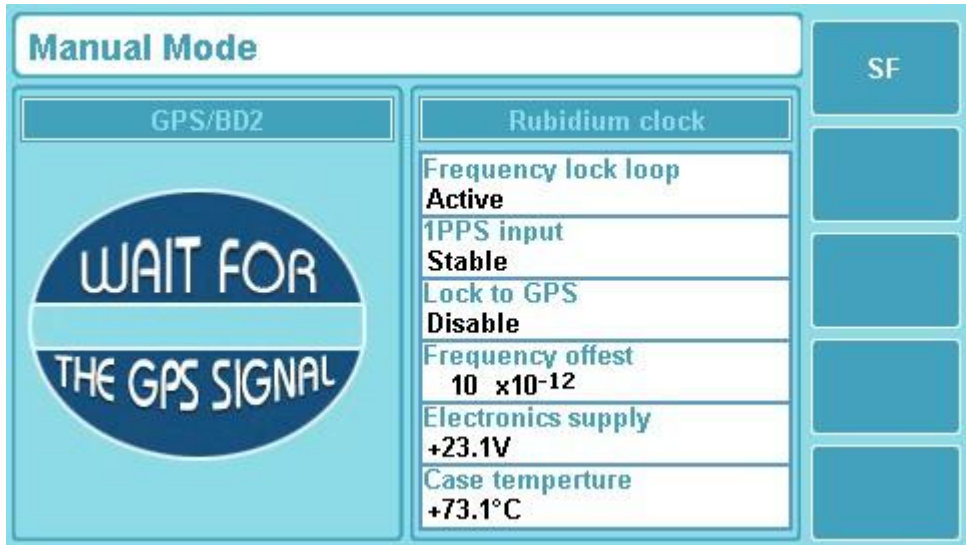 Manual Mode
SF
GPS/BD2
WAIT FOR
THE GPS SIGNAL
Rubidium clock
Frequency lock loop
Active
1PPS input
Stable
Lock to GPS
Disable
Frequency offest
10 x10-12
Electronics supply
+23.1V
Case temperture
+73.1°C